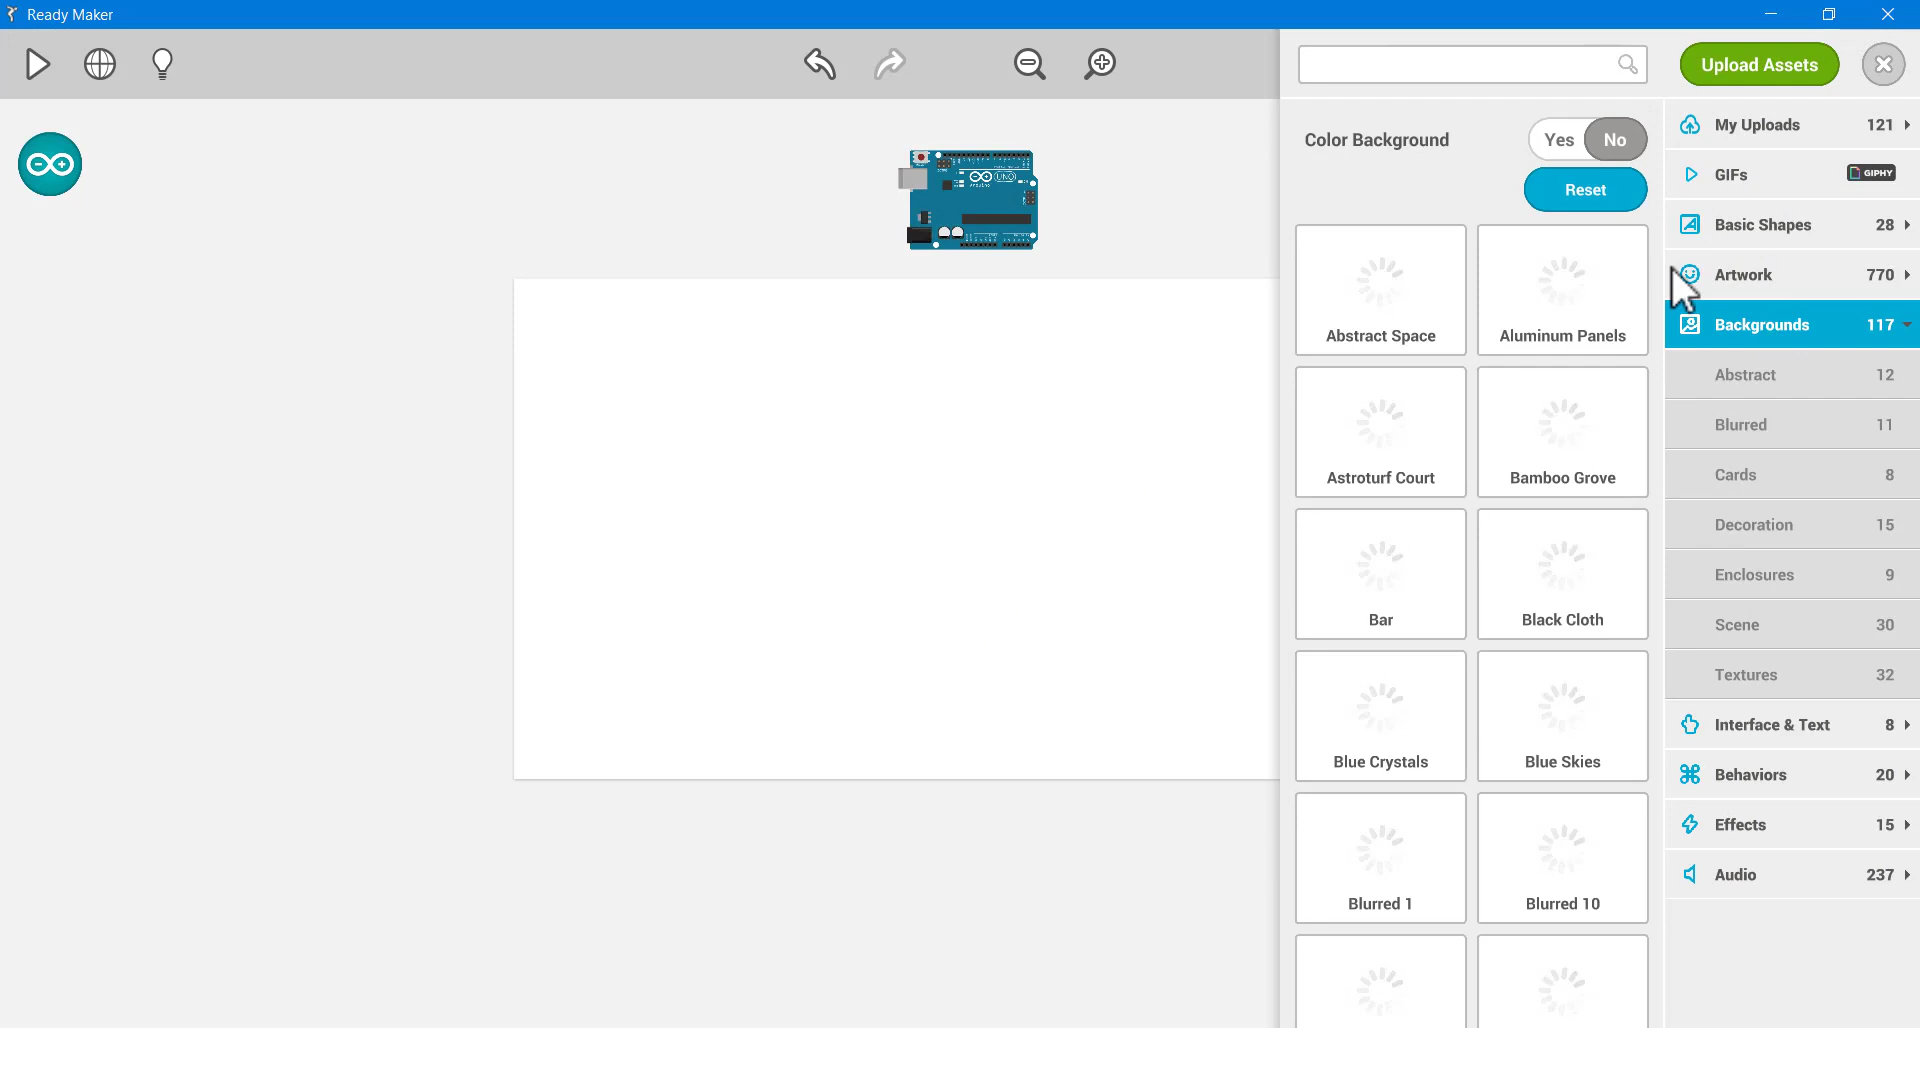 Ready Maker
Upload Assets
Color Background
Yes No
Reset
Abstract Space
Aluminum Panels
Astroturf Court
Bamboo Grove
Bar
Black Cloth
Blue Crystals
Blue Skies
Blurred 1
Blurred 10
My Uploads 121
GIFs GIPHY
Basic Shapes 28
Artwork 770
Backgrounds 117
Abstract 12
Blurred 11
Cards 8
Decoration 15
Enclosures 9
Scene 30
Textures 32
Interface & Text 8
Behaviors 20
Effects 15
Audio 237
UNO